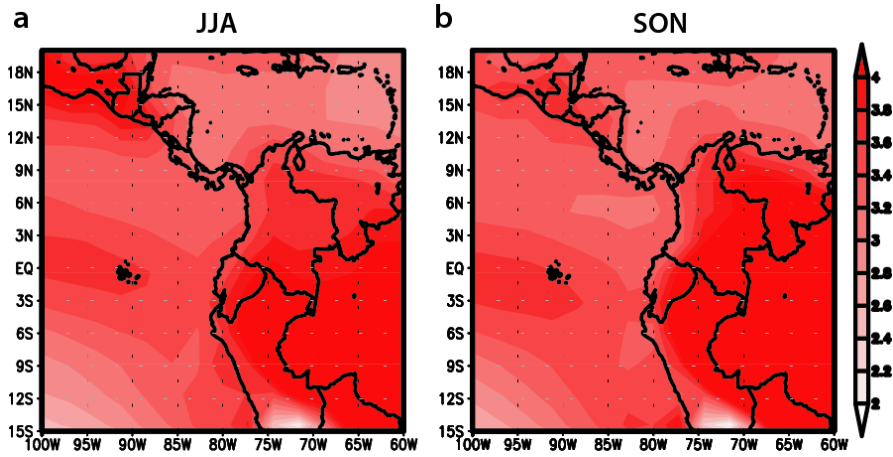 a JJA b SON
18N 18N 4
15N 15N 3.8
12N 12N 3.6
9N 9N 3.4
6N 6N 3.2
3N 3N 3
EQ EQ 2.8
3S 3S 2.6
6S 6S 2.4
9S 9S 2.2
12S 12S 2
15S 15S
100W 95W 90W 85W 80W 75W 70W 60W 100W 95W 90W 85W 80W 75W 70W 60W